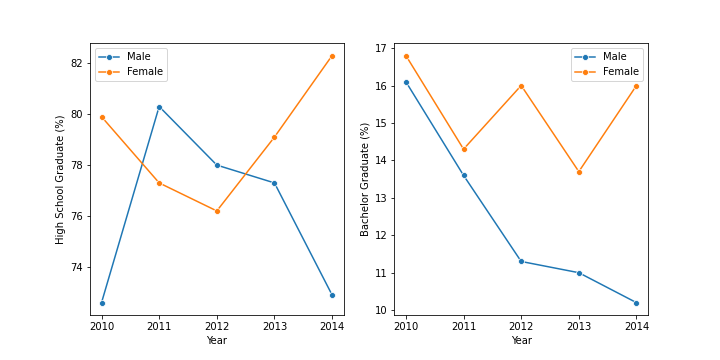 High School Graduate (%)
82
80
78
76
74
Male
Female
2010 2011 2012 2013 2014
Year
Bachelor Graduate (%)
17
16
15
14
13
12
11
10
Male
Female
2010 2011 2012 2013 2014
Year